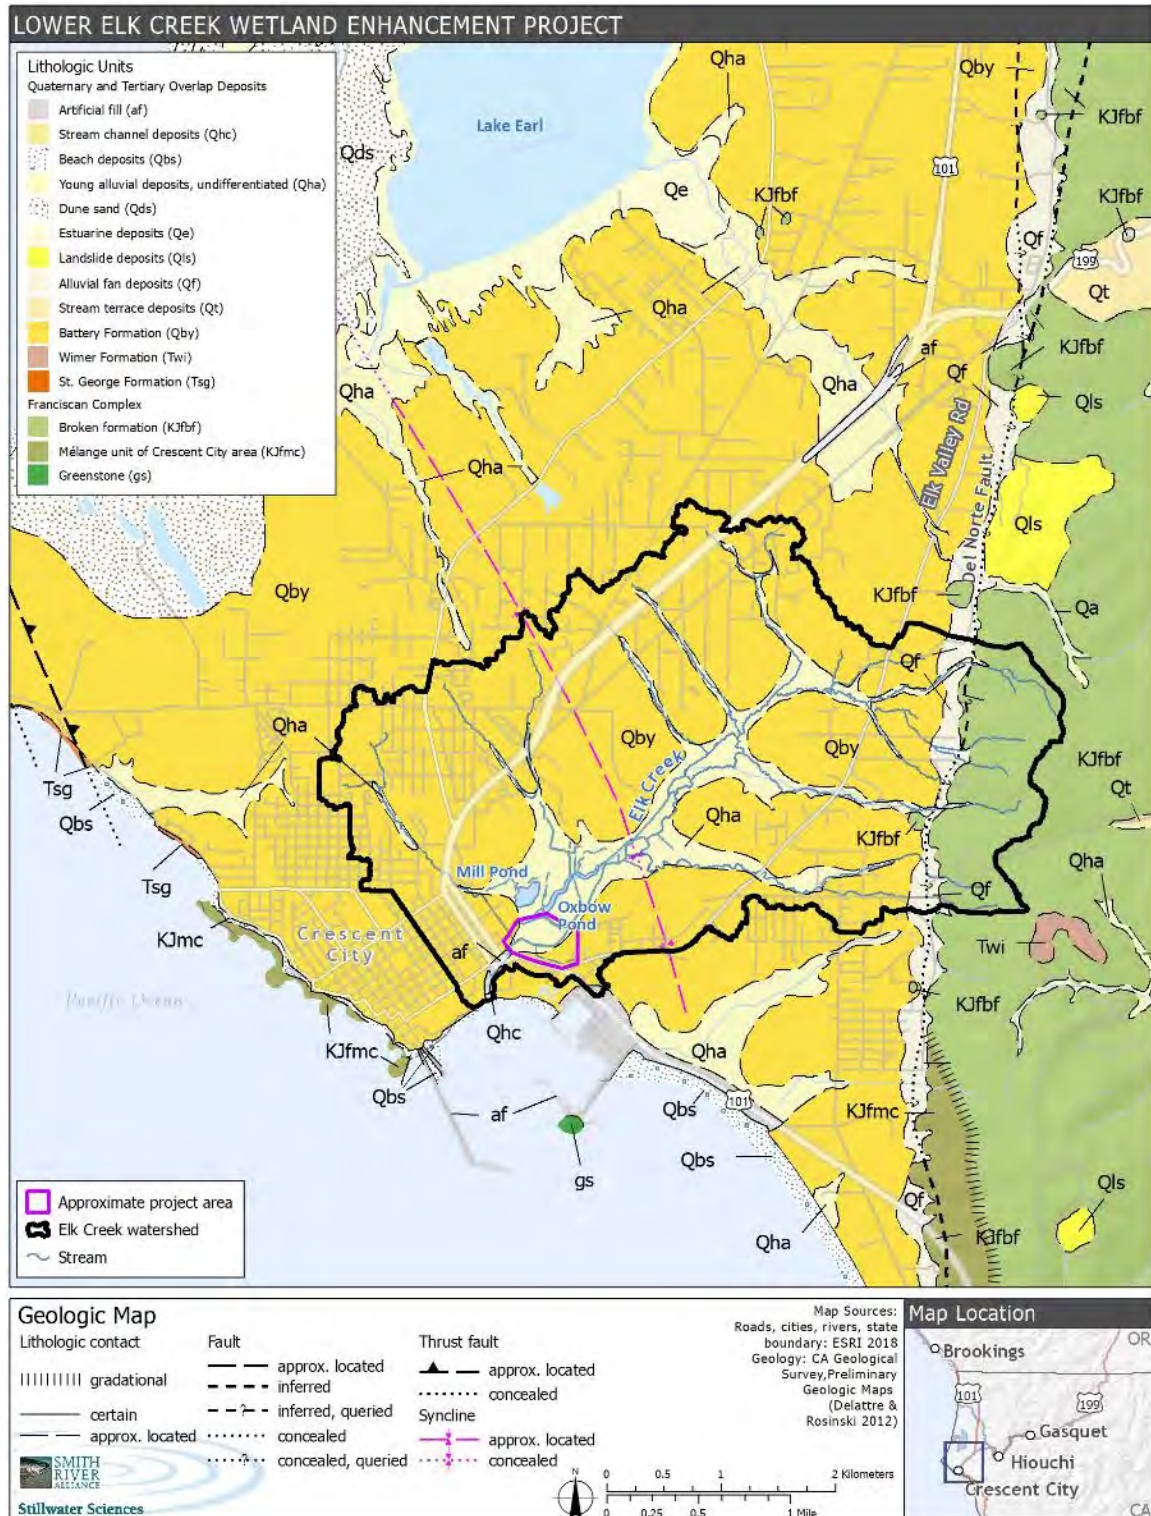 LOWER ELK CREEK WETLAND ENHANCEMENT PROJECT
Lithologic Units
Quaternary and Tertiary Overlap Deposits
Artificial fill (af)
Stream channel deposits (Qhc)
Beach deposits (Qbs)
Young alluvial deposits, undifferentiated (Qha)
Dune sand (Qds)
Estuarine deposits (Qe)
Landslide deposits (Qls)
Alluvial fan deposits (Qf)
Stream terrace deposits (Qt)
Battery Formation (Qby)
Wimer Formation (Twi)
St. George Formation (Tsg)
Franciscan Complex
Broken formation (KJfbf)
Mélange unit of Crescent City area (KJfmc)
Greenstone (gs)
Qha
Qby
KJfbf
Lake Earl
Qds
101
Qe
KJfbf
KJfbf
Qf
199
Qt
Qha
af
KJfbf
Qha
Qha
Qf
Qls
Elk Valley Rd
Qha
Del Norte Fault
Qls
Qby
KJfbf
Qa
Qf
Qha
Qby
Qby
KJfbf
Tsg
Qbs
Elk Creek
Qt
Qha
KJfbf
Tsg
Mill Pond
Qha
Qf
Oxbow
Pond
KJmc
Crescent
City
af
Twi
Pacific Ocean
KJfbf
Qhc
KJfmc
Qha
Qbs
af
Qbs
101
KJfmc
Qbs
gs
Qls
Qf
Qha
KJfbf
Approximate project area
Elk Creek watershed
Stream
Geologic Map
Lithologic contact
gradational
certain
approx. located
Fault
approx. located
inferred
inferred, queried
concealed
concealed, queried
Thrust fault
approx. located
concealed
Syncline
approx. located
concealed
Map Sources:
Roads, cities, rivers, state
boundary: ESRI 2018
Geology: CA Geological
Survey,Preliminary
Geologic Maps
(Delattre &
Rosinski 2012)
SMITH
RIVER
ALLIANCE
Stillwater Sciences
N
0 0.5 1 2 Kilometers
0 0.25 0.5 1 Mile
Map Location
OR
Brookings
101
199
Gasquet
Hiouchi
Crescent City
CA